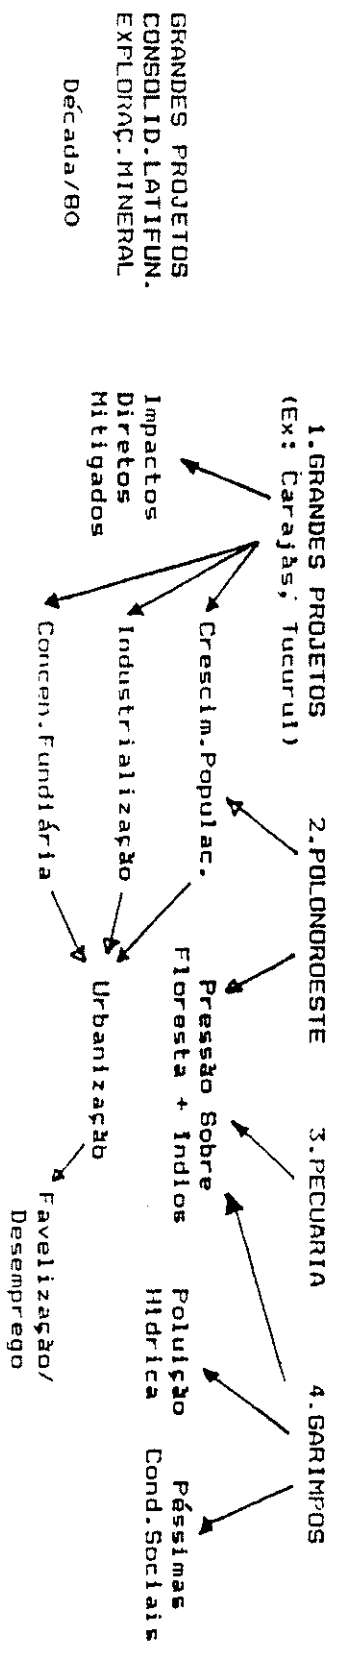 GRANDES PROJETOS
CONSOLID.LATIFUN.
EXPLORAÇ.MINERAL
Década/80
1.GRANDES PROJETOS
(Ex: Carajàs, Tucuruí)
2.POLONOROESTE
3.PECUARIA
4.GARIMPOS
Impactos
Diretos
Mitigados
Crescim.Populac.
Industrialização
Concen.Fundiária
Pressão Sobre
Floresta + Indios
Poluição
Hídrica
Péssimas
Cond.Sociais
Urbanização
Favelização/
Desemprego